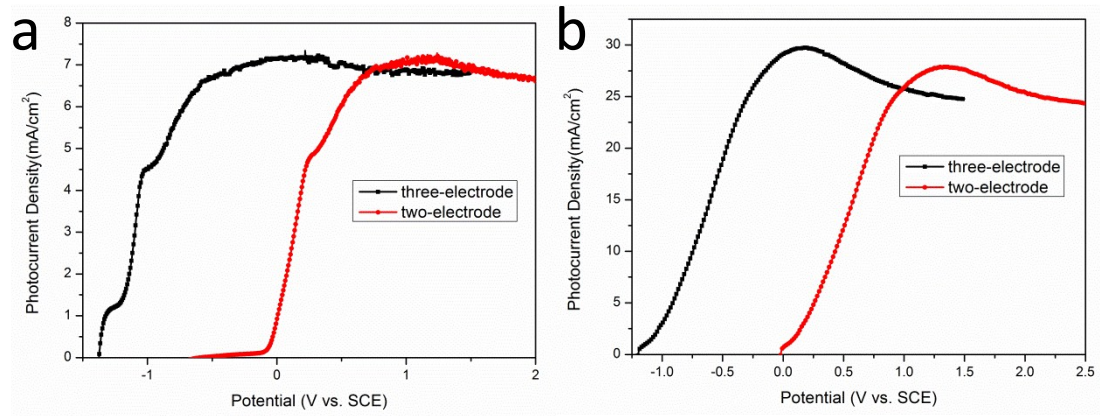 a
8
7
6
5
4
3
2
1
0
Photocurrent Density(mA/cm²)
three-electrode
two-electrode
-1 0 1 2
Potential (V vs. SCE)
b
30
25
20
15
10
5
0
Photocurrent Density(mA/cm²)
three-electrode
two-electrode
-1.0 -0.5 0.0 0.5 1.0 1.5 2.0 2.5
Potential (V vs. SCE)